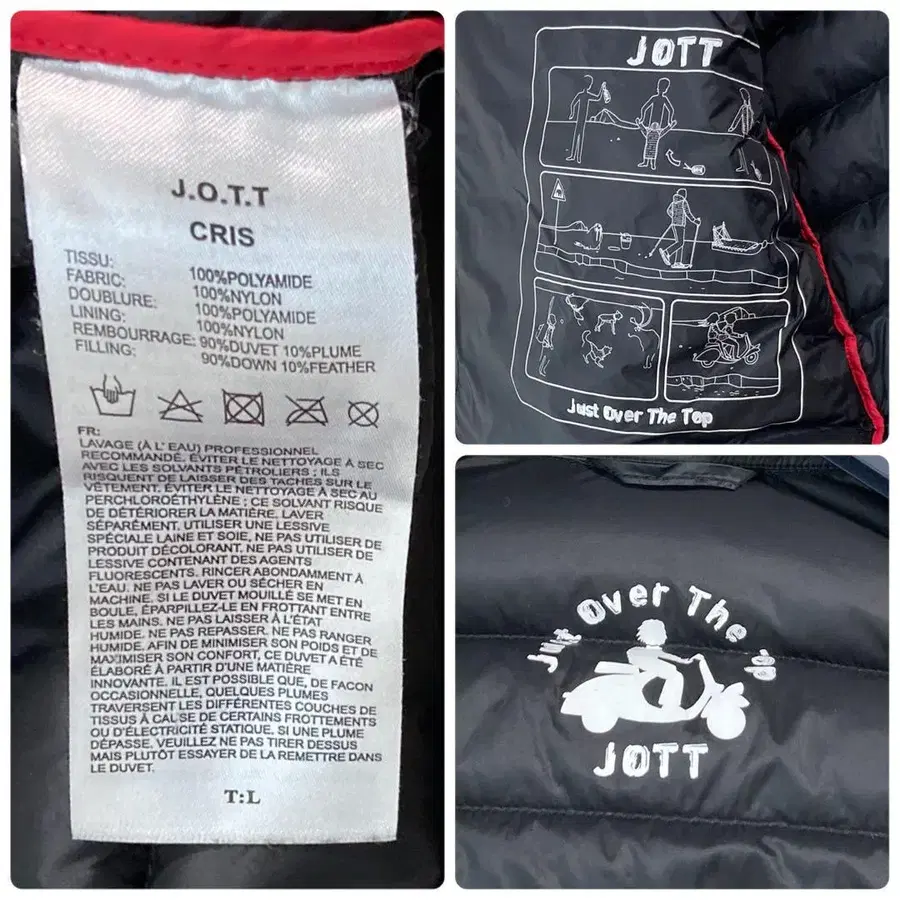 J.O.T.T
CRIS
TISSU:
FABRIC: 100%POLYAMIDE
DOUBLURE: 100%NYLON
LINING: 100%POLYAMIDE
REMBOURRAGE: 100%NYLON
FILLING: 90%DUVET 10%PLUME
90%DOWN 10%FEATHER
FR:
LAVAGE (À L'EAU) PROFESSIONNEL
RECOMMANDÉ. ÉVITER LE NETTOYAGE À SEC
AVEC LES SOLVANTS PÉTROLIERS ; ILS
RISQUENT DE LAISSER DES TACHES SUR LE
VÊTEMENT. ÉVITER LE NETTOYAGE À SEC AU
PERCHLOROÉTHYLÈNE ; CE SOLVANT RISQUE
DE DÉTÉRIORER LA MATIÈRE. LAVER
SÉPARÉMENT. UTILISER UNE LESSIVE
SPÉCIALE LAINE ET SOIE, NE PAS UTILISER DE
PRODUIT DÉCOLORANT. NE PAS UTILISER DE
LESSIVE CONTENANT DES AGENTS
FLUORESCENTS. RINCER ABONDAMMENT À
L'EAU. NE PAS LAVER OU SÉCHER EN
MACHINE. SI LE DUVET MOUILLÉ SE MET EN
BOULE, ÉPARPILLEZ-LE EN FROTTANT ENTRE
LES MAINS. NE PAS LAISSER À L'ÉTAT
HUMIDE. NE PAS REPASSER. NE PAS RANGER
HUMIDE. AFIN DE MINIMISER SON POIDS ET DE
MAXIMISER SON CONFORT, CE DUVET A ÉTÉ
ÉLABORÉ À PARTIR D'UNE MATIÈRE
INNOVANTE. IL EST POSSIBLE QUE, DE FACON
OCCASIONNELLE, QUELQUES PLUMES
TRAVERSENT LES DIFFÉRENTES COUCHES DE
TISSUS À CAUSE DE CERTAINS FROTTEMENTS
OU D'ÉLECTRICITÉ STATIQUE. SI UNE PLUME
DÉPASSE, VEUILLEZ NE PAS TIRER DESSUS
MAIS PLUTÔT ESSAYER DE LA REMETTRE DANS
LE DUVET.
T:L
JOTT
Just Over The Top
Just Over The
JOTT